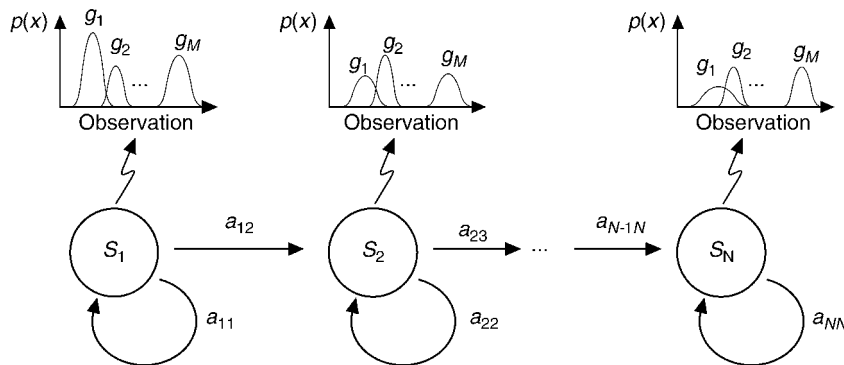 p(x) g1 g2 ... gM
Observation
p(x) g1 g2 ... gM
Observation
p(x) g1 g2 ... gM
Observation
S1 a12 S2 a23 ... aN-1N SN
a11 a22 aNN